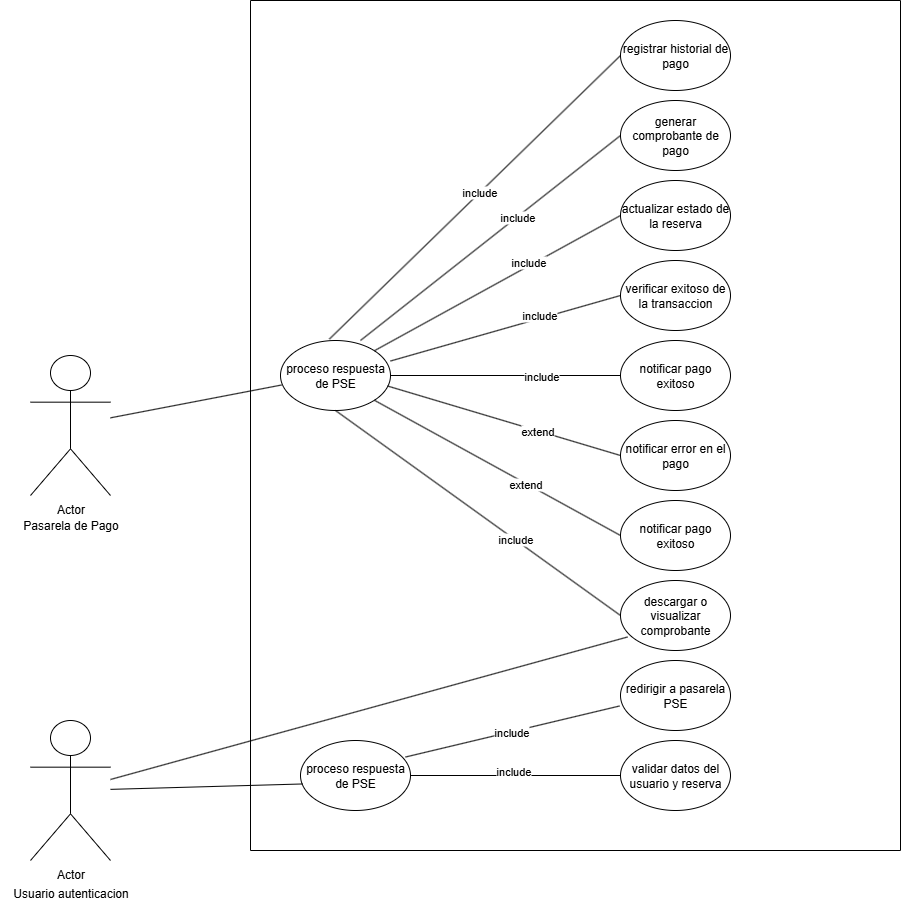 registrar historial de
pago
generar
comprobante de
pago
include
include
actualizar estado de
la reserva
include
verificar exitoso de
la transaccion
include
proceso respuesta
de PSE
include
notificar pago
exitoso
extend
notificar error en el
pago
extend
notificar pago
exitoso
include
Actor
Pasarela de Pago
descargar o
visualizar
comprobante
redirigir a pasarela
PSE
include
proceso respuesta
de PSE
include
validar datos del
usuario y reserva
Actor
Usuario autenticacion